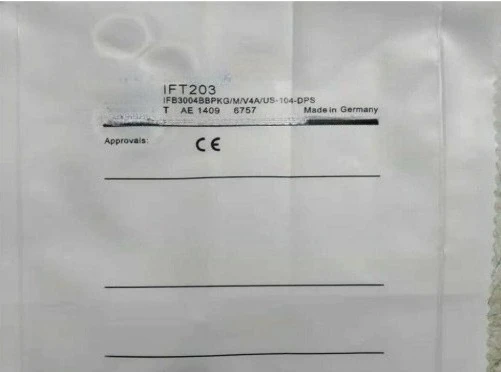 IFT203
IFB3004BBPKG/M/V4A/US-104-DPS
T AE 1409 6757 Made in Germany
Approvals: CE